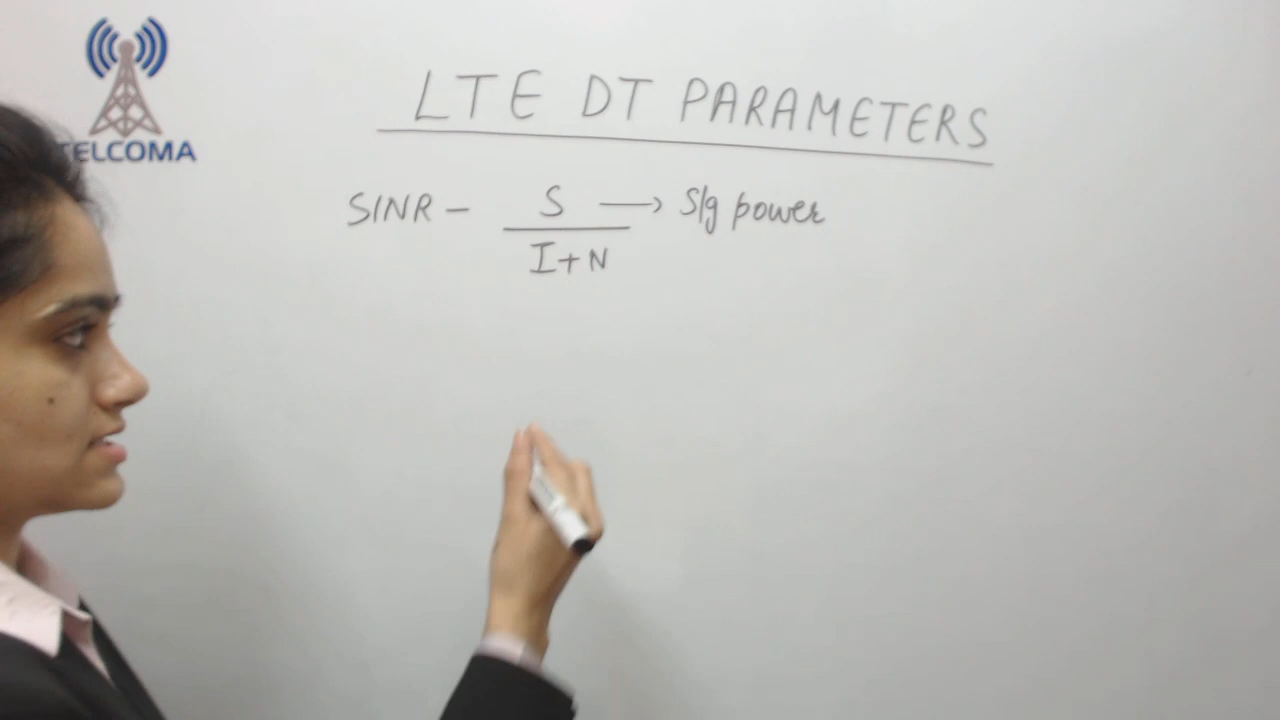 TELCOMA
LTE DT PARAMETERS
SINR - S → S/g power
I+N